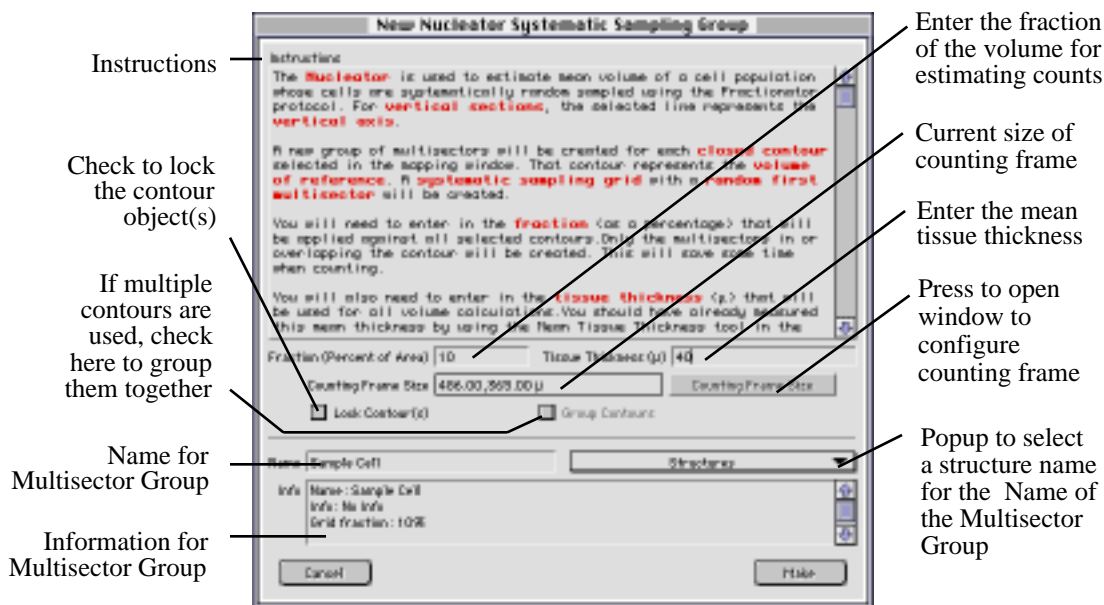 New Nucleator Systematic Sampling Group
Instructions
The Nucleator is used to estimate mean volume of a cell population
whose cells are systematically random sampled using the Fractionator
protocol. For vertical sections, the selected line represents the
vertical axis.
A new group of multisectors will be created for each closed contour
selected in the mapping window. That contour represents the volume
of reference. A systematic sampling grid with a random first
multisector will be created.
You will need to enter in the fraction (as a percentage) that will
be applied against all selected contours.Only the multisectors in or
overlapping the contour will be created. This will save some time
when counting.
You will also need to enter in the tissue thickness (µ) that will
be used for all volume calculations.You should have already measured
this mean thickness by using the Mean Tissue Thickness tool in the
Fraction (Percent of Area) 10
Tissue Thickness (µ) 40
Counting Frame Size 486.00,363.00 µ
Counting Frame Size
Lock Contour(s)
Group Contours
Name Sample Cell
Structures
Info Name: Sample Cell
Info: No Info
Grid fraction: 10%
Cancel
Make
Instructions
Check to lock
the contour
object(s)
If multiple
contours are
used, check
here to group
them together
Name for
Multisector Group
Information for
Multisector Group
Enter the fraction
of the volume for
estimating counts
Current size of
counting frame
Enter the mean
tissue thickness
Press to open
window to
configure
counting frame
Popup to select
a structure name
for the Name of
the Multisector
Group